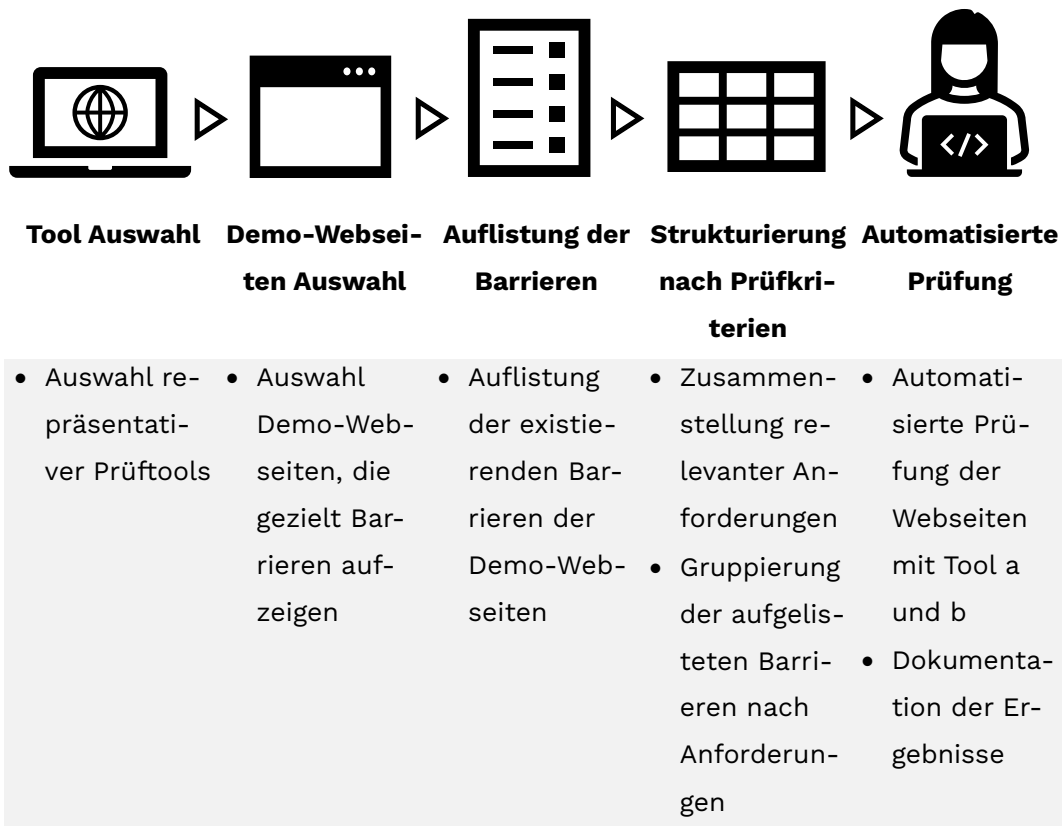 </>
Tool Auswahl
Demo-Websei-
ten Auswahl
Auflistung der
Barrieren
Strukturierung
nach Prüfkri-
terien
Automatisierte
Prüfung
• Auswahl re-
präsentati-
ver Prüftools
• Auswahl
Demo-Web-
seiten, die
gezielt Bar-
rieren auf-
zeigen
• Auflistung
der existie-
renden Bar-
rieren der
Demo-Web-
seiten
• Zusammen-
stellung re-
levanter An-
forderungen
• Gruppierung
der aufgelis-
teten Barri-
eren nach
Anforderun-
gen
• Automati-
sierte Prü-
fung der
Webseiten
mit Tool a
und b
• Dokumenta-
tion der Er-
gebnisse